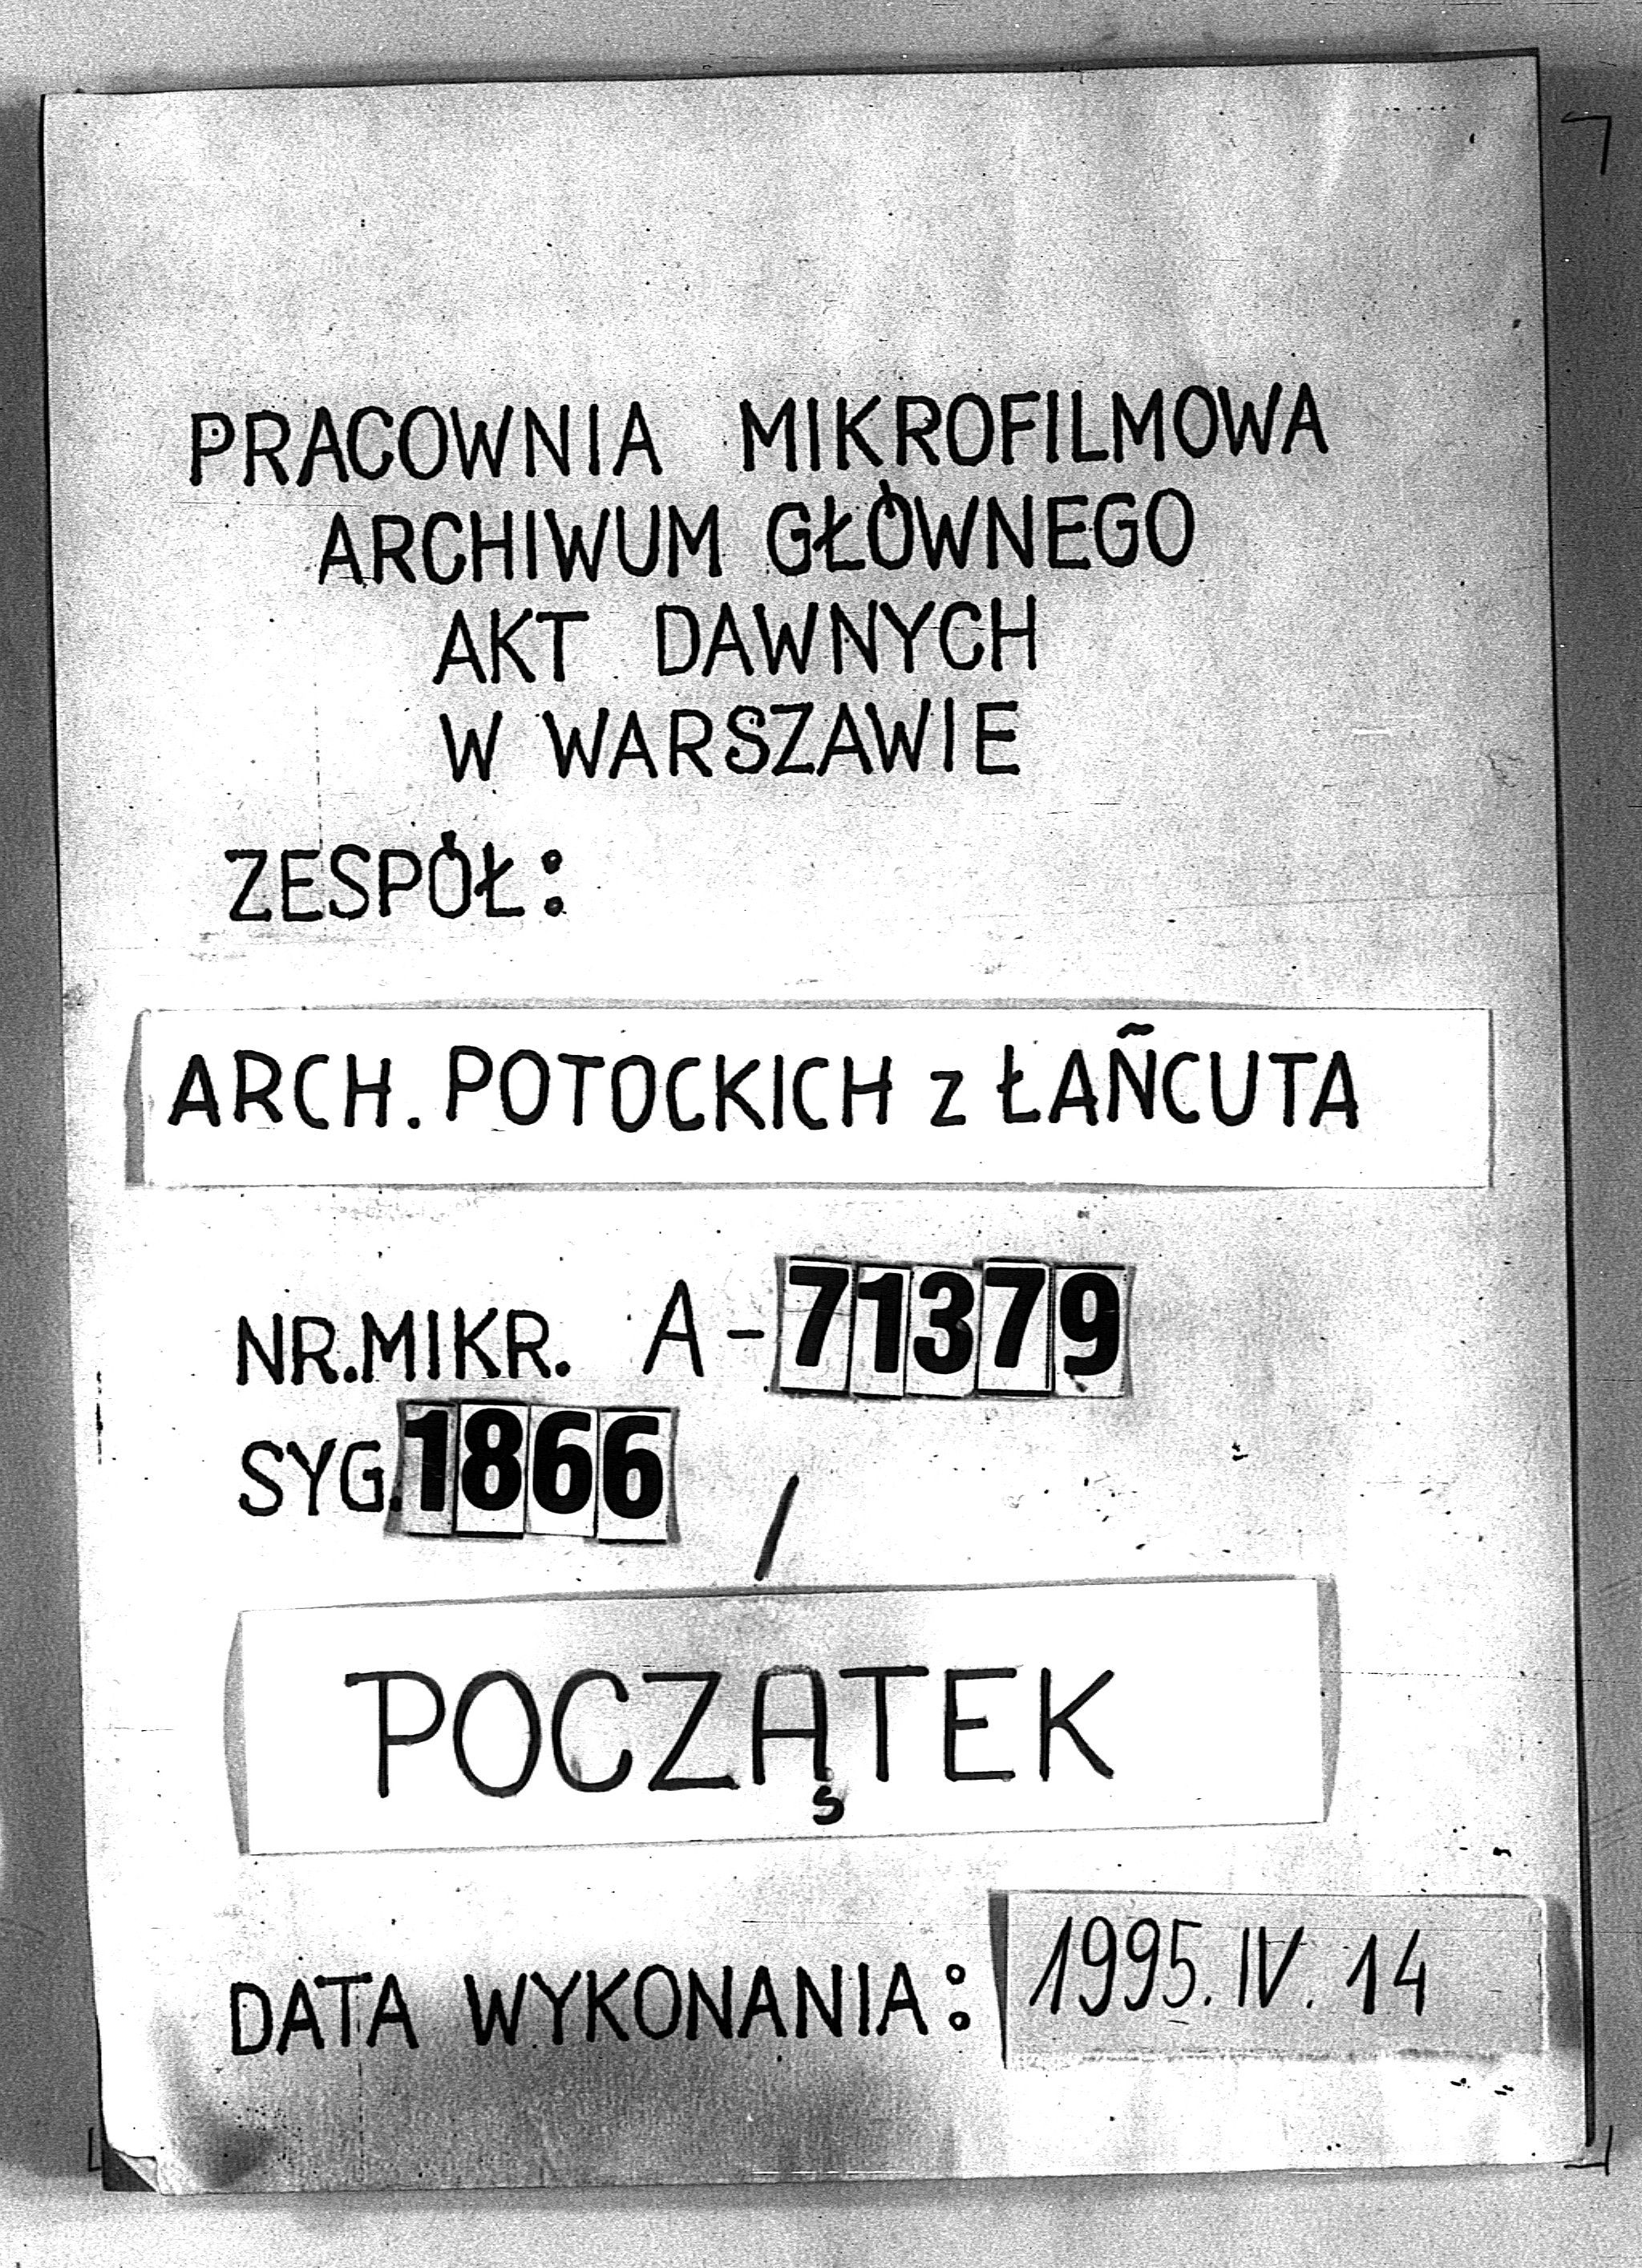 PRACOWNIA MIKROFILMOWA
ARCHIWUM GŁÓWNEGO
AKT DAWNYCH
W WARSZAWIE
ZESPÓŁ:
ARCH. POTOCKICH z ŁAÑCUTA
NR.MIKR. A-71379
SYG.1866 /
POCZĄTEK
DATA WYKONANIA: 1995.IV.14